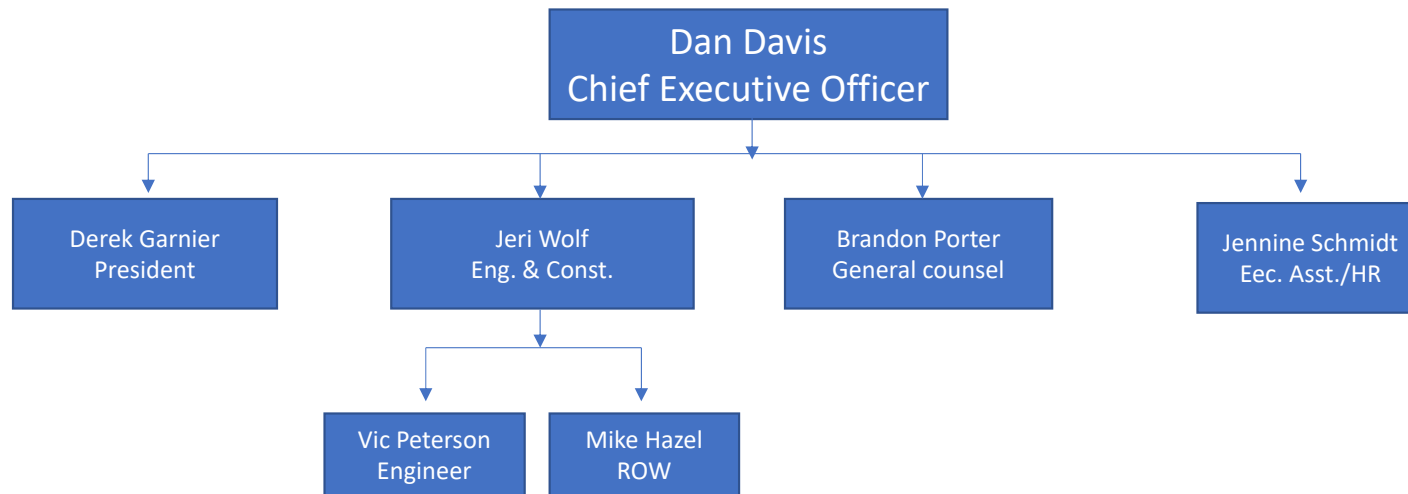 Dan Davis
Chief Executive Officer
Derek Garnier
President
Jeri Wolf
Eng. & Const.
Brandon Porter
General counsel
Jennine Schmidt
Eec. Asst./HR
Vic Peterson
Engineer
Mike Hazel
ROW